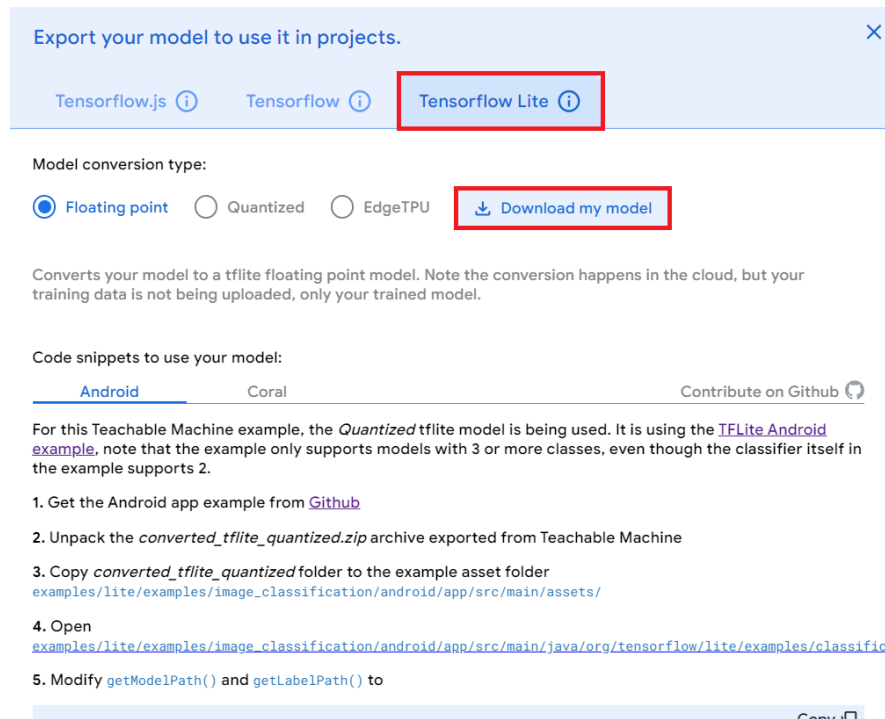 Export your model to use it in projects.
Tensorflow.js Tensorflow Tensorflow Lite
Model conversion type:
Floating point Quantized EdgeTPU Download my model
Converts your model to a tflite floating point model. Note the conversion happens in the cloud, but your
training data is not being uploaded, only your trained model.
Code snippets to use your model:
Android Coral Contribute on Github
For this Teachable Machine example, the Quantized tflite model is being used. It is using the TFLite Android
example, note that the example only supports models with 3 or more classes, even though the classifier itself in
the example supports 2.
1. Get the Android app example from Github
2. Unpack the converted_tflite_quantized.zip archive exported from Teachable Machine
3. Copy converted_tflite_quantized folder to the example asset folder
examples/lite/examples/image_classification/android/app/src/main/assets/
4. Open
examples/lite/examples/image_classification/android/app/src/main/java/org/tensorflow/lite/examples/classific
5. Modify getModelPath() and getLabelPath() to
Copy